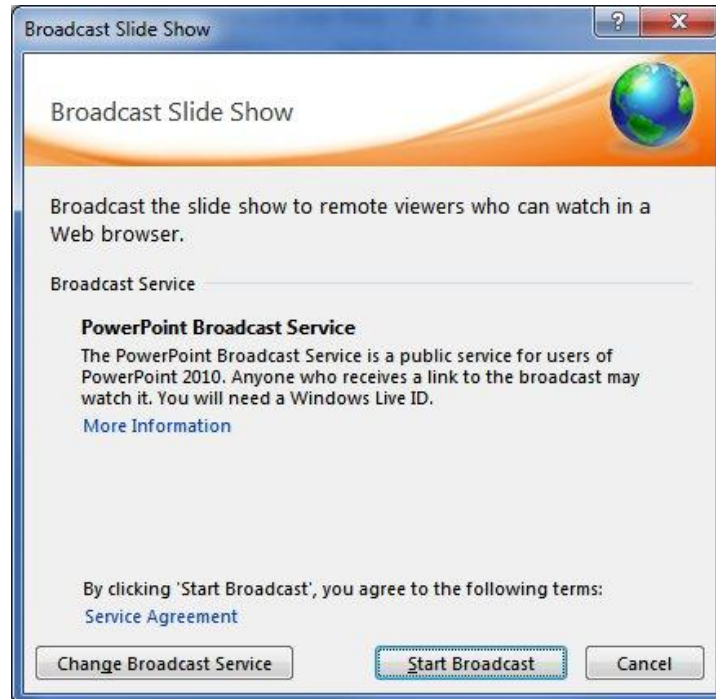 Broadcast Slide Show
Broadcast Slide Show
Broadcast the slide show to remote viewers who can watch in a
Web browser.
Broadcast Service
PowerPoint Broadcast Service
The PowerPoint Broadcast Service is a public service for users of
PowerPoint 2010. Anyone who receives a link to the broadcast may
watch it. You will need a Windows Live ID.
More Information
By clicking 'Start Broadcast', you agree to the following terms:
Service Agreement
Change Broadcast Service Start Broadcast Cancel